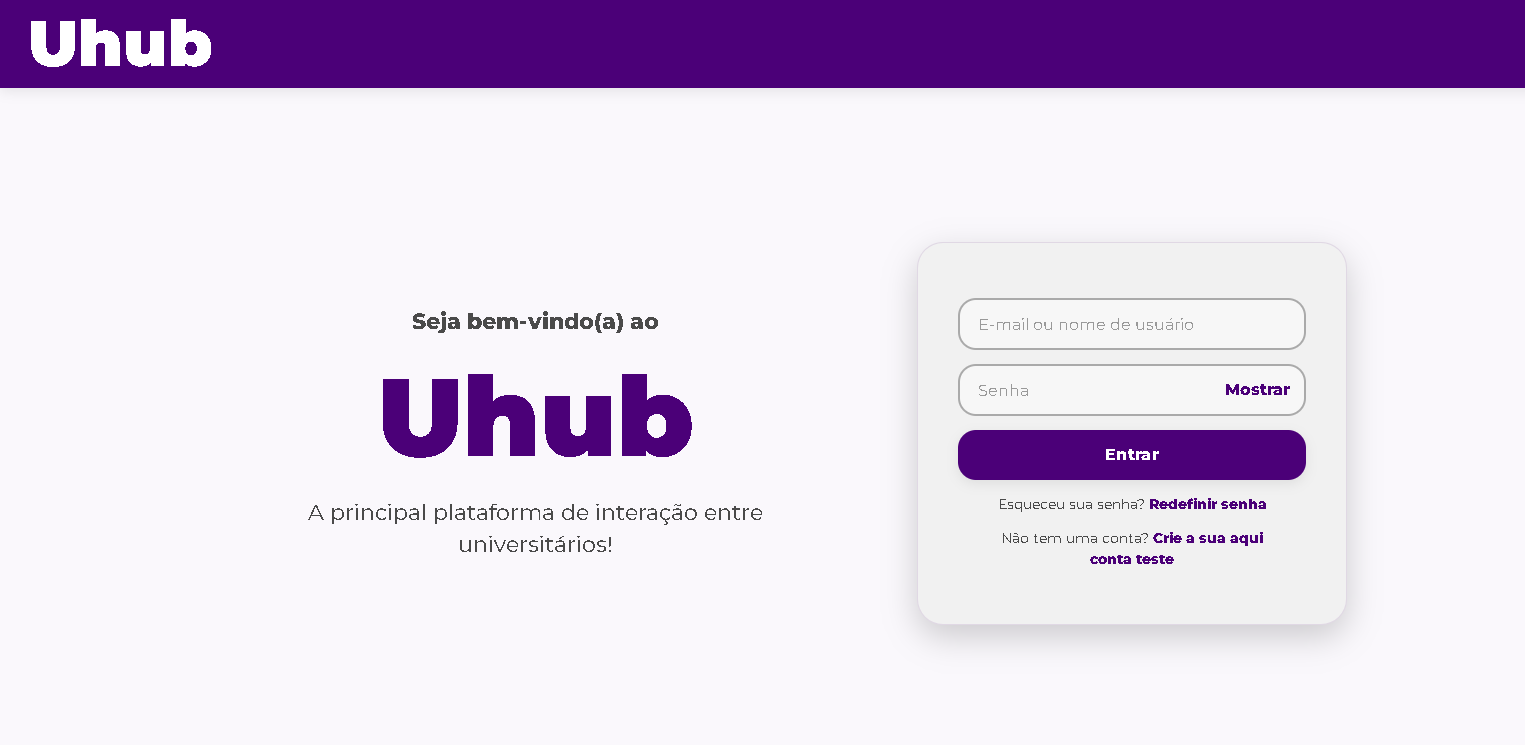 Uhub
Seja bem-vindo(a) ao
Uhub
A principal plataforma de interação entre
universitários!
E-mail ou nome de usuário
Senha
Mostrar
Entrar
Esqueceu sua senha? Redefinir senha
Não tem uma conta? Crie a sua aqui
conta teste